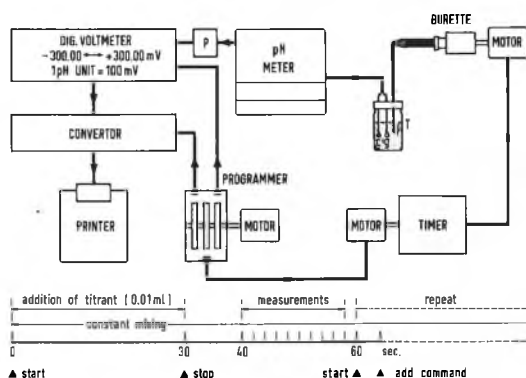 DIG. VOLTMETER
-300.00 ↔ +300.00 mV
1pH UNIT = 100 mV
P
pH
METER
BURETTE
MOTOR
T
CONVERTOR
PROGRAMMER
PRINTER
MOTOR
MOTOR
TIMER
addition of titrant (0.01ml)
measurements
repeat
constant mixing
0
30
40
60
sec.
▲ start
▲ stop
start ▲
▲ add command